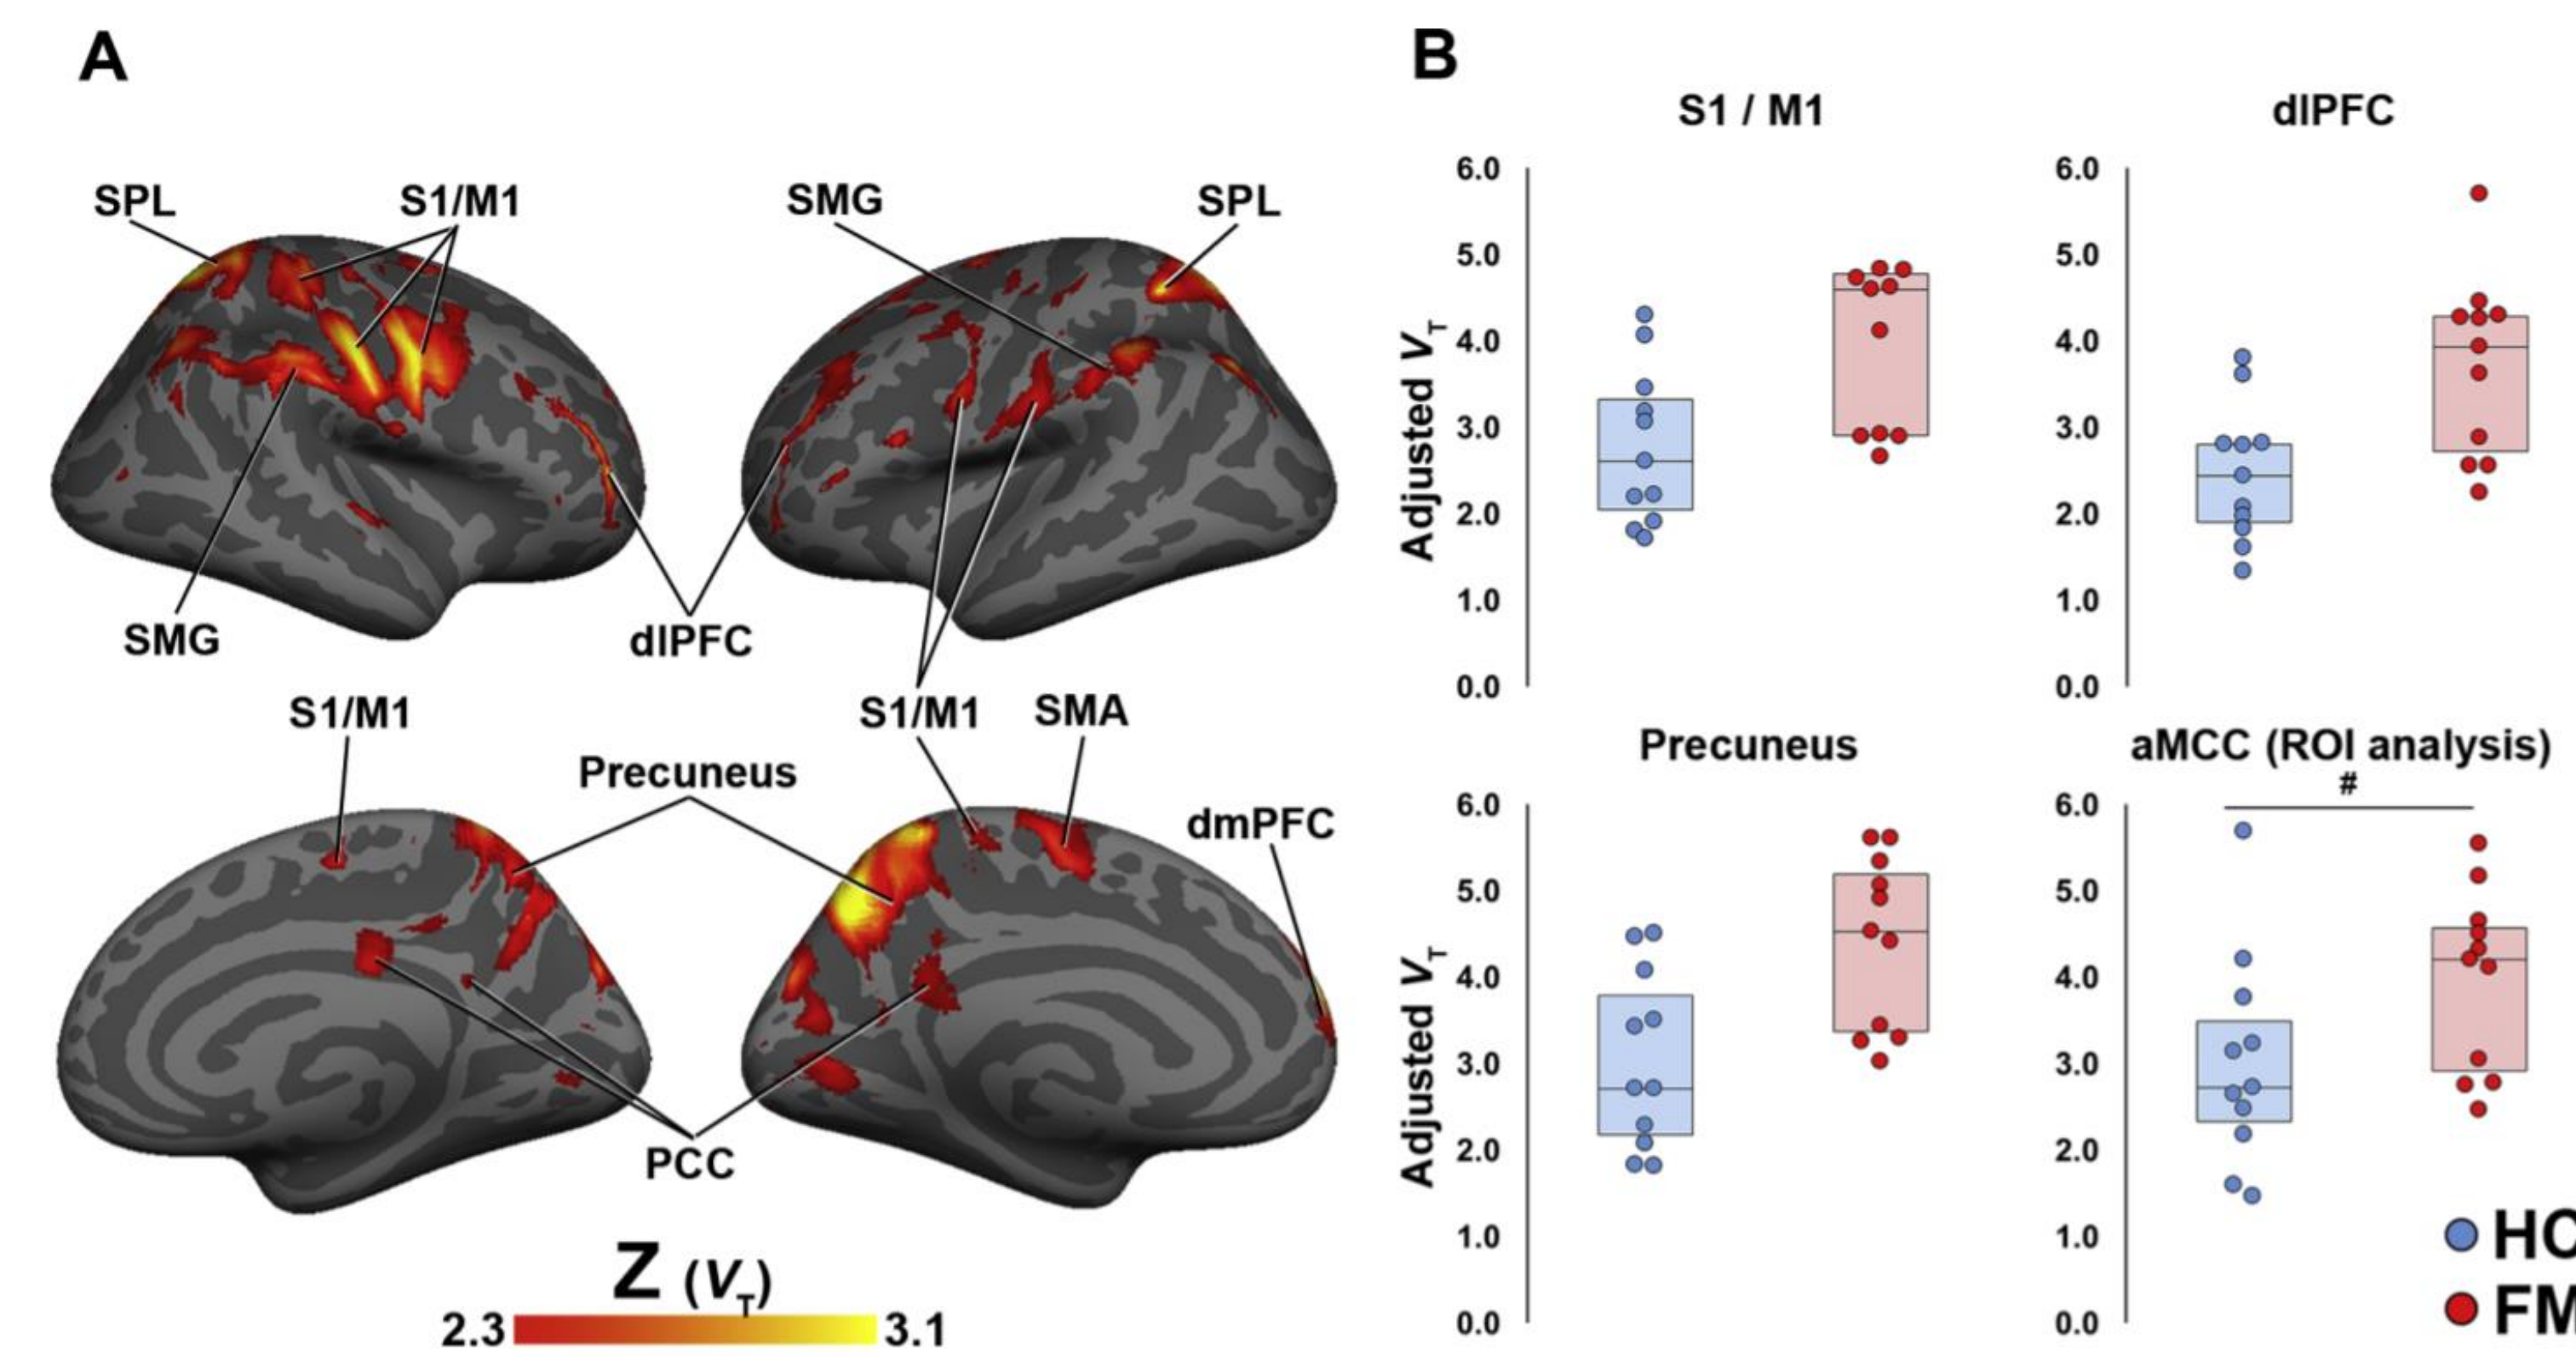 A
SPL
S1/M1
SMG
SPL
SMG
dlPFC
S1/M1
S1/M1
SMA
Precuneus
dmPFC
PCC
Z (VT)
2.3
3.1
B
S1 / M1
Adjusted VT
6.0
5.0
4.0
3.0
2.0
1.0
0.0
dlPFC
6.0
5.0
4.0
3.0
2.0
1.0
0.0
Precuneus
Adjusted VT
6.0
5.0
4.0
3.0
2.0
1.0
0.0
aMCC (ROI analysis)
#
6.0
5.0
4.0
3.0
2.0
1.0
0.0
HC
FM